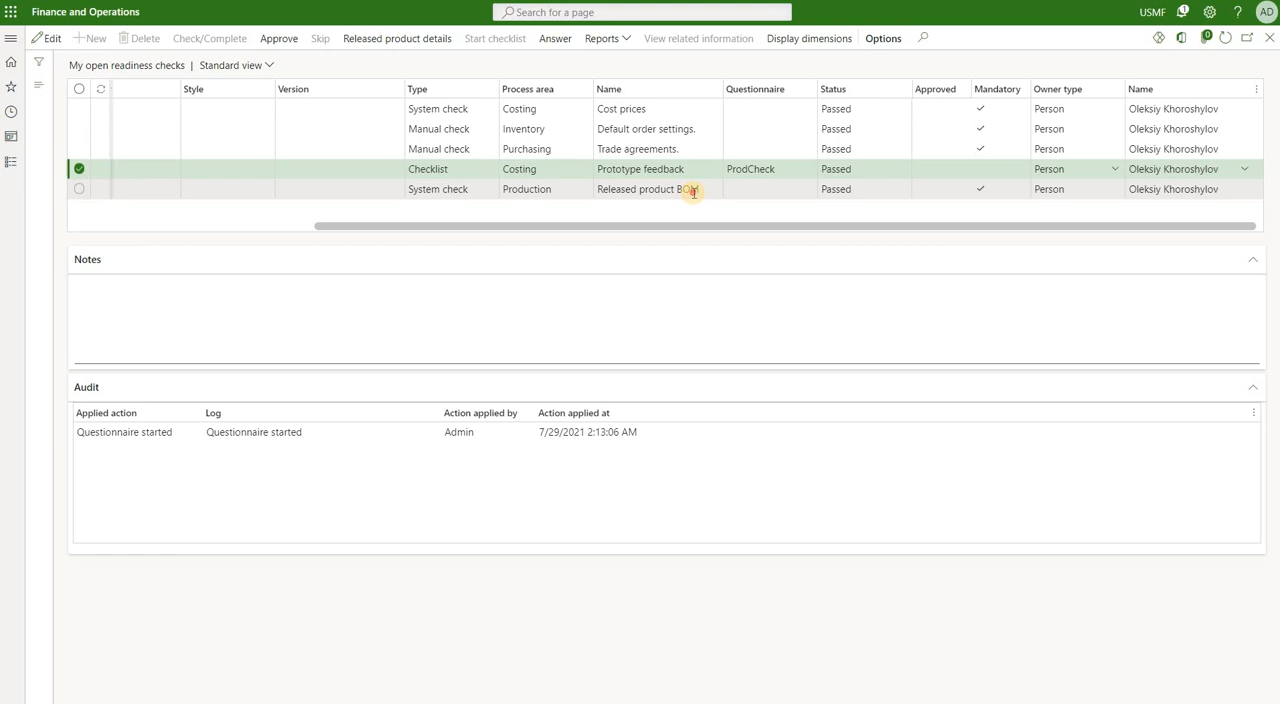 Finance and Operations
Search for a page
USMF
1
?
AD
Edit
New
Delete
Check/Complete
Approve
Skip
Released product details
Start checklist
Answer
Reports
View related information
Display dimensions
Options
0
My open readiness checks | Standard view
Style Version Type Process area Name Questionnaire Status Approved Mandatory Owner type Name
System check Costing Cost prices Passed Person Oleksiy Khoroshylov
Manual check Inventory Default order settings. Passed Person Oleksiy Khoroshylov
Manual check Purchasing Trade agreements. Passed Person Oleksiy Khoroshylov
Checklist Costing Prototype feedback ProdCheck Passed Person Oleksiy Khoroshylov
System check Production Released product BOM Passed Person Oleksiy Khoroshylov
Notes
Audit
Applied action Log Action applied by Action applied at
Questionnaire started Questionnaire started Admin 7/29/2021 2:13:06 AM